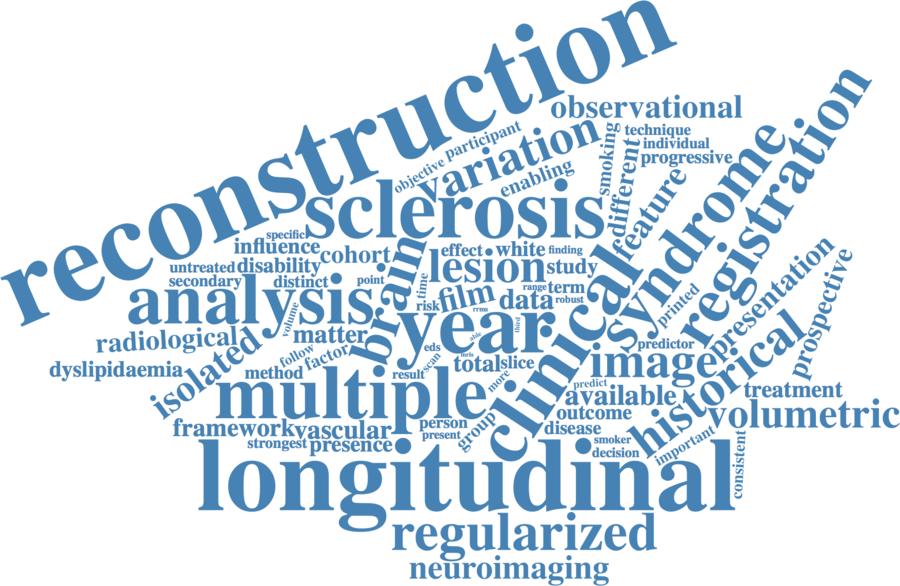 reconstruction
observational
technique
individual
progressive
smoking
different
participant
objective
variation
enabling
feature
sclerosis
syndrome
registration
specific
influence
cohort
effect
white
finding
untreated
disability
secondary
distinct
point
brain
time
lesion
study
range
term
robust
risk
film
data
rrms
analysis
volume
year
third
able
clinical
printed
presentation
prospective
radiological
matter
isolated
follow
factor
dyslipidaemia
method
result
eds
scan
total
slice
more
predictor
image
predict
available
historical
treatment
volumetric
multiple
outcome
disease
group
person
present
framework
vascular
strongest
presence
smoker
decision
important
consistent
longitudinal
regularized
neuroimaging